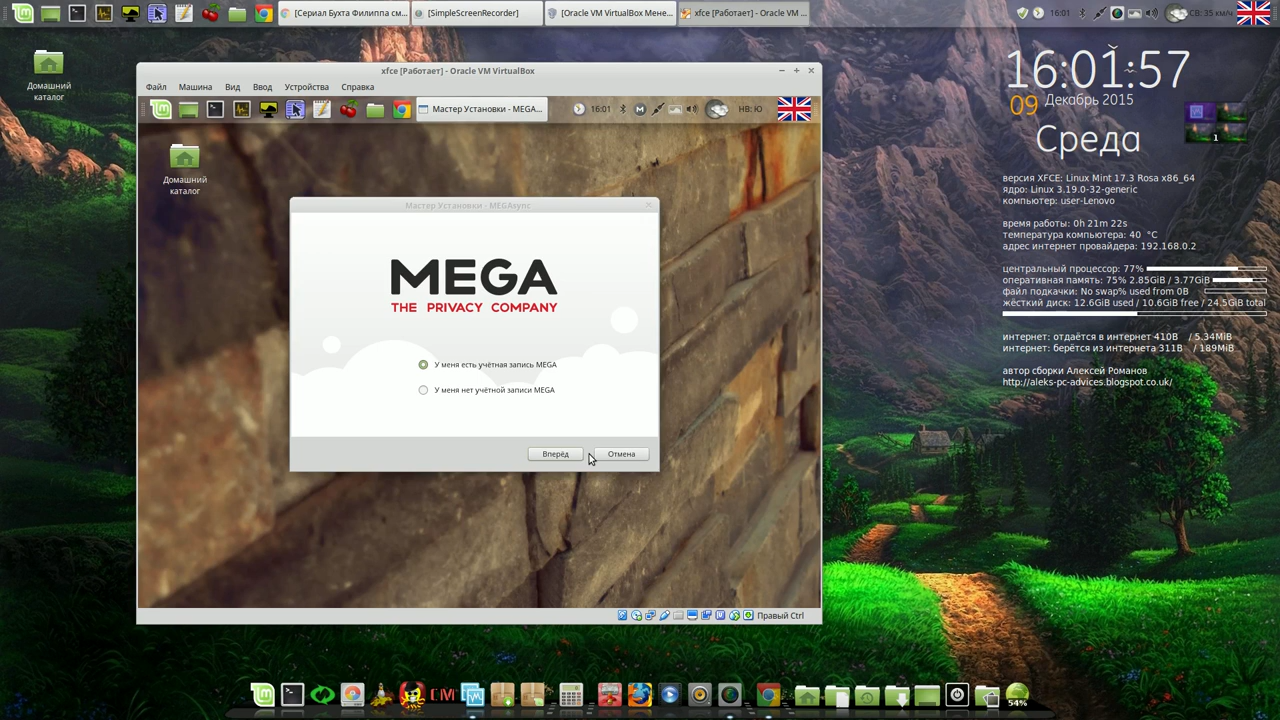 [Сериал Бухта Филиппа см...
[SimpleScreenRecorder]
[Oracle VM VirtualBox Мене...
xfce [Работает] - Oracle VM ...
16:01
СВ: 35 км/ч
Домашний
каталог
16:01:57
09
Декабрь 2015
Среда
1
версия XFCE: Linux Mint 17.3 Rosa x86_64
ядро: Linux 3.19.0-32-generic
компьютер: user-Lenovo
время работы: 0h 21m 22s
температура компьютера: 40 °C
адрес интернет провайдера: 192.168.0.2
центральный процессор: 77%
оперативная память: 75% 2.85GiB / 3.77GiB
файл подкачки: No swap% used from 0B
жёсткий диск: 12.6GiB used / 10.6GiB free / 24.5GiB total
интернет: отдаётся в интернет 410B / 5.34MiB
интернет: берётся из интернета 311B / 189MiB
автор сборки Алексей Романов
http://aleks-pc-advices.blogspot.co.uk/
xfce [Работает] - Oracle VM VirtualBox
Файл Машина Вид Ввод Устройства Справка
Мастер Установки - MEGA...
16:01
НВ: Ю
Домашний
каталог
Мастер Установки - MEGAsync
MEGA
THE PRIVACY COMPANY
У меня есть учётная запись MEGA
У меня нет учётной записи MEGA
Вперёд
Отмена
Правый Ctrl
CM
54%